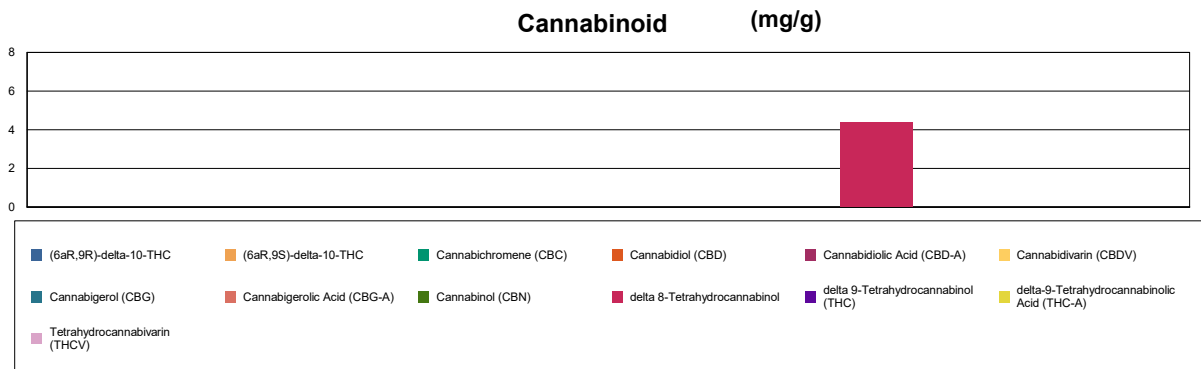 Cannabinoid (mg/g)
8
6
4
2
0
(6aR,9R)-delta-10-THC
(6aR,9S)-delta-10-THC
Cannabichromene (CBC)
Cannabidiol (CBD)
Cannabidiolic Acid (CBD-A)
Cannabidivarin (CBDV)
Cannabigerol (CBG)
Cannabigerolic Acid (CBG-A)
Cannabinol (CBN)
delta 8-Tetrahydrocannabinol
delta 9-Tetrahydrocannabinol
(THC)
delta-9-Tetrahydrocannabinolic
Acid (THC-A)
Tetrahydrocannabivarin
(THCV)